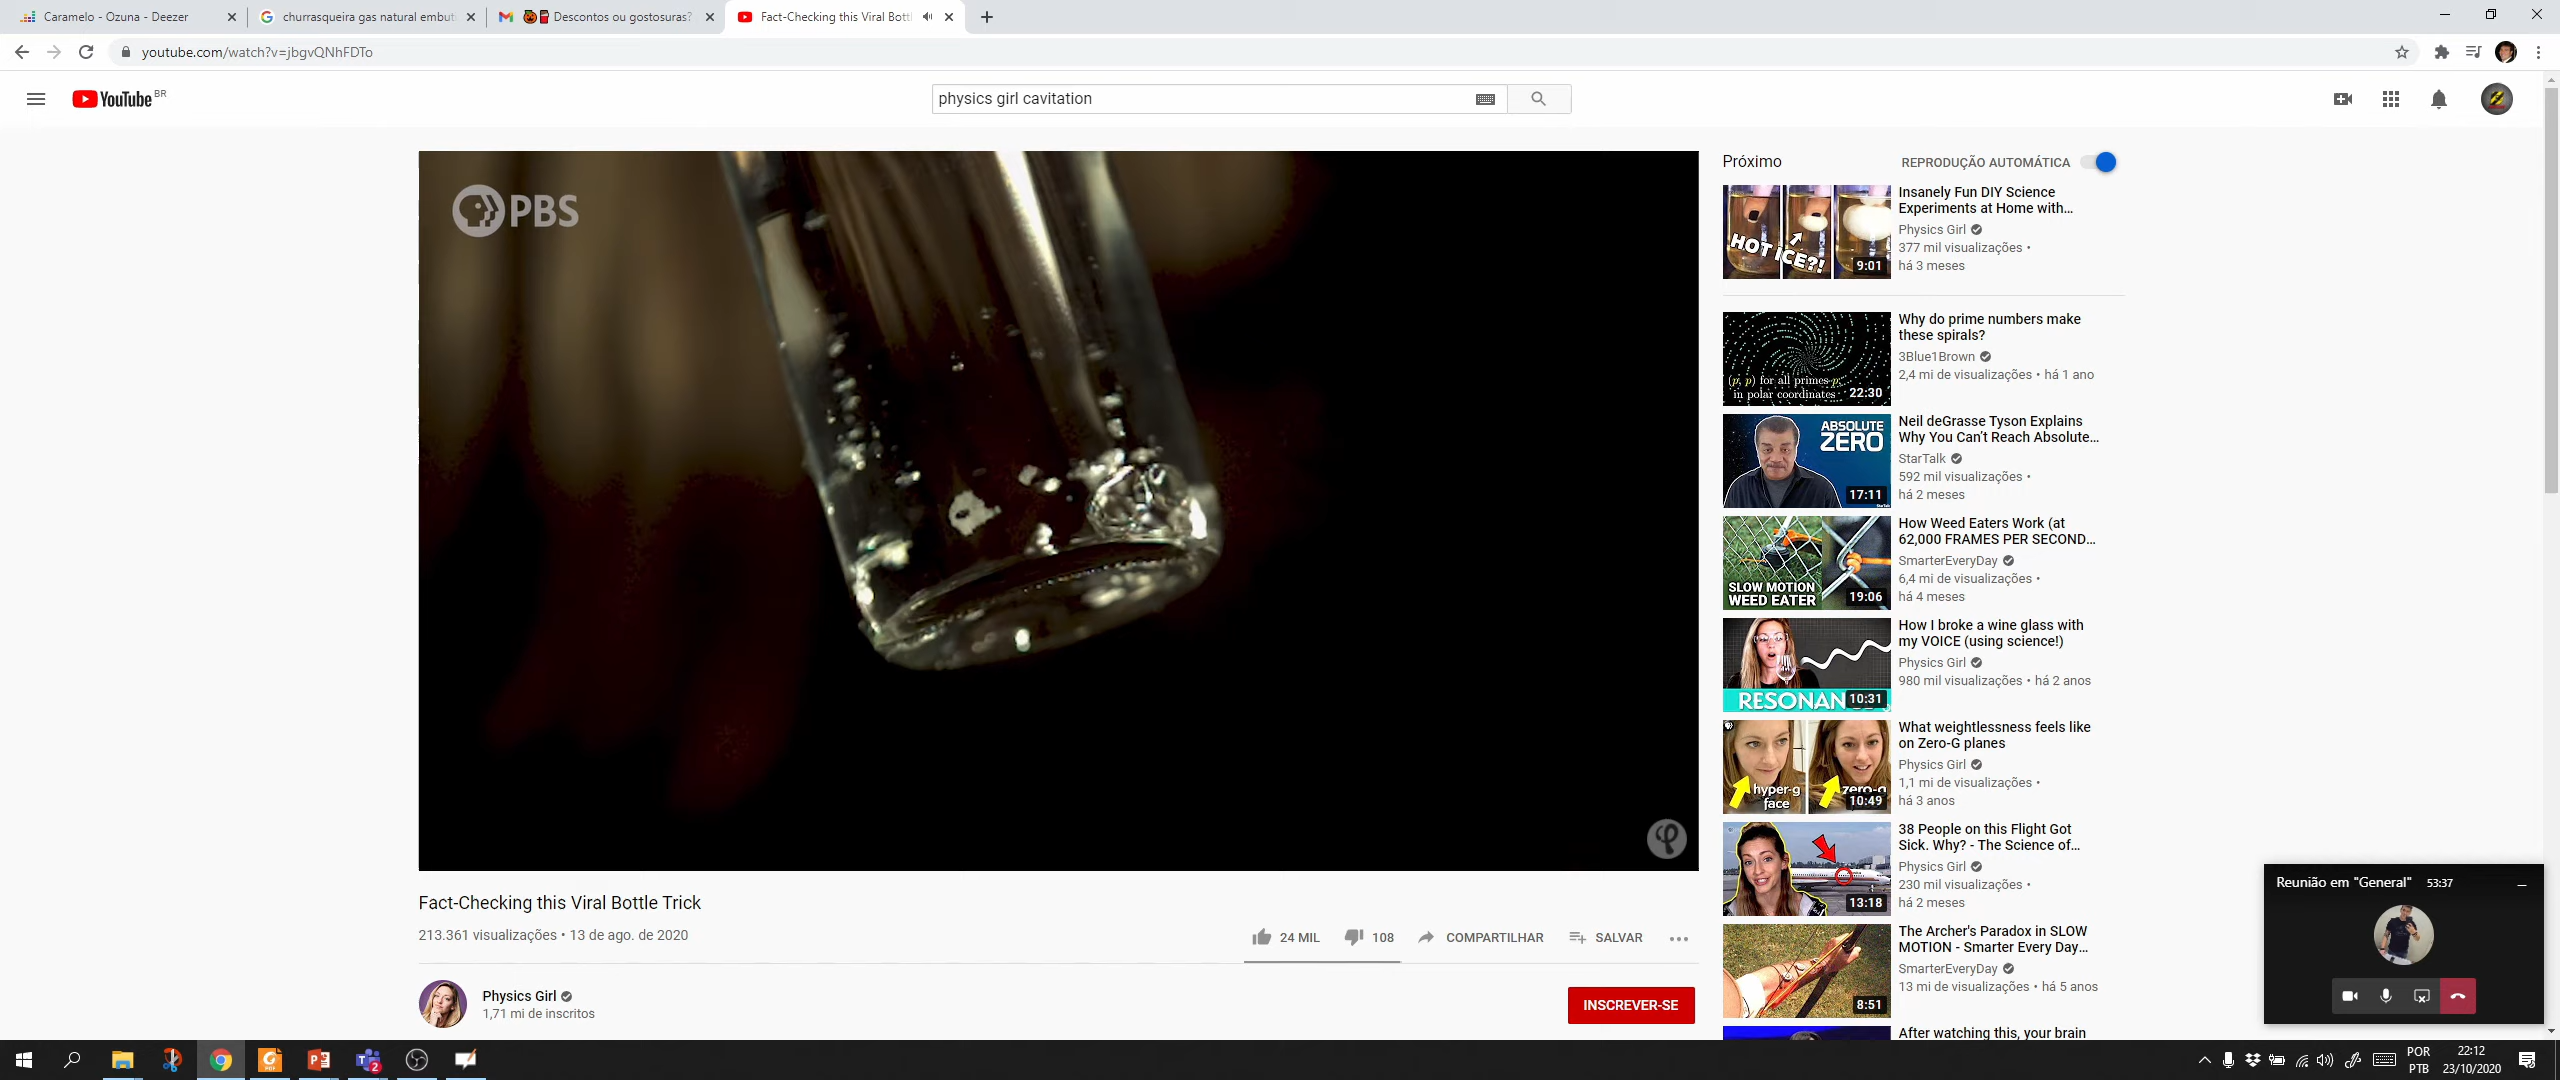 Caramelo - Ozuna - Deezer
churrasqueira gas natural embut
Descontos ou gostosuras?
Fact-Checking this Viral Bottl
youtube.com/watch?v=jbgvQNhFDTo
YouTube BR
physics girl cavitation
PBS
Próximo
REPRODUÇÃO AUTOMÁTICA
HOT ICE?!
9:01
Insanely Fun DIY Science
Experiments at Home with...
Physics Girl
377 mil visualizações •
há 3 meses
(p, p) for all primes p,
in polar coordinates
22:30
Why do prime numbers make
these spirals?
3Blue1Brown
2,4 mi de visualizações • há 1 ano
ABSOLUTE
ZERO
StarTalk
17:11
Neil deGrasse Tyson Explains
Why You Can't Reach Absolute...
StarTalk
592 mil visualizações •
há 2 meses
SLOW MOTION
WEED EATER
19:06
How Weed Eaters Work (at
62,000 FRAMES PER SECOND...
SmarterEveryDay
6,4 mi de visualizações •
há 4 meses
RESONAN
10:31
How I broke a wine glass with
my VOICE (using science!)
Physics Girl
980 mil visualizações • há 2 anos
hyper-g
face
zero-g
10:49
What weightlessness feels like
on Zero-G planes
Physics Girl
1,1 mi de visualizações •
há 3 anos
13:18
38 People on this Flight Got
Sick. Why? - The Science of...
Physics Girl
230 mil visualizações •
há 2 meses
8:51
The Archer's Paradox in SLOW
MOTION - Smarter Every Day...
SmarterEveryDay
13 mi de visualizações • há 5 anos
After watching this, your brain
Fact-Checking this Viral Bottle Trick
213.361 visualizações • 13 de ago. de 2020
24 MIL
108
COMPARTILHAR
SALVAR
Physics Girl
1,71 mi de inscritos
INSCREVER-SE
Reunião em "General" 53:37
2
POR
PTB
22:12
23/10/2020